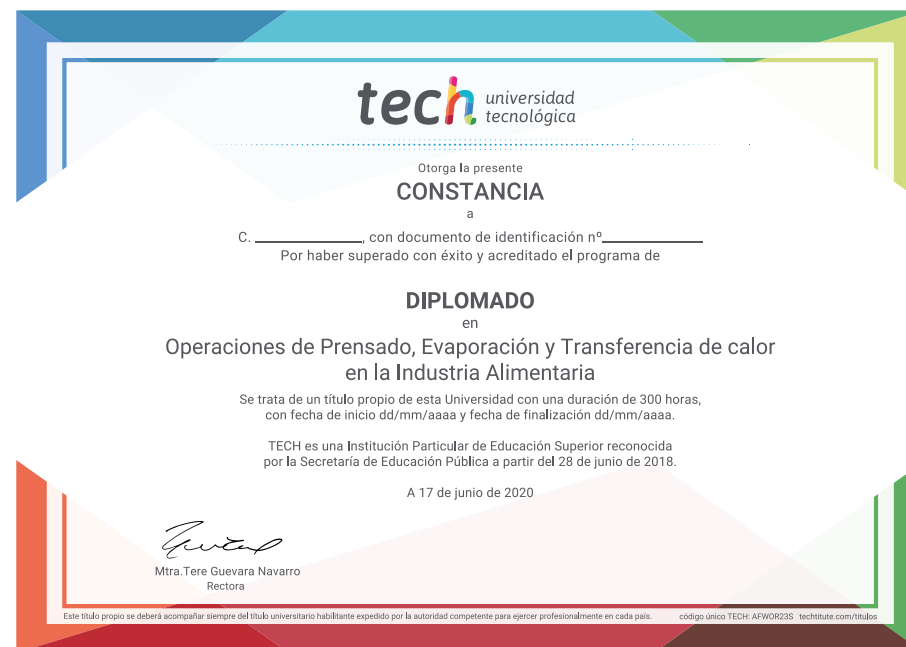 tech universidad
tecnológica
Otorga la presente
CONSTANCIA
a
C. ____________, con documento de identificación nº____________
Por haber superado con éxito y acreditado el programa de
DIPLOMADO
en
Operaciones de Prensado, Evaporación y Transferencia de calor
en la Industria Alimentaria
Se trata de un título propio de esta Universidad con una duración de 300 horas,
con fecha de inicio dd/mm/aaaa y fecha de finalización dd/mm/aaaa.
TECH es una Institución Particular de Educación Superior reconocida
por la Secretaría de Educación Pública a partir del 28 de junio de 2018.
A 17 de junio de 2020
Mtra.Tere Guevara Navarro
Rectora
Este título propio se deberá acompañar siempre del título universitario habilitante expedido por la autoridad competente para ejercer profesionalmente en cada país. código único TECH: AFWOR23S techtitute.com/titulos